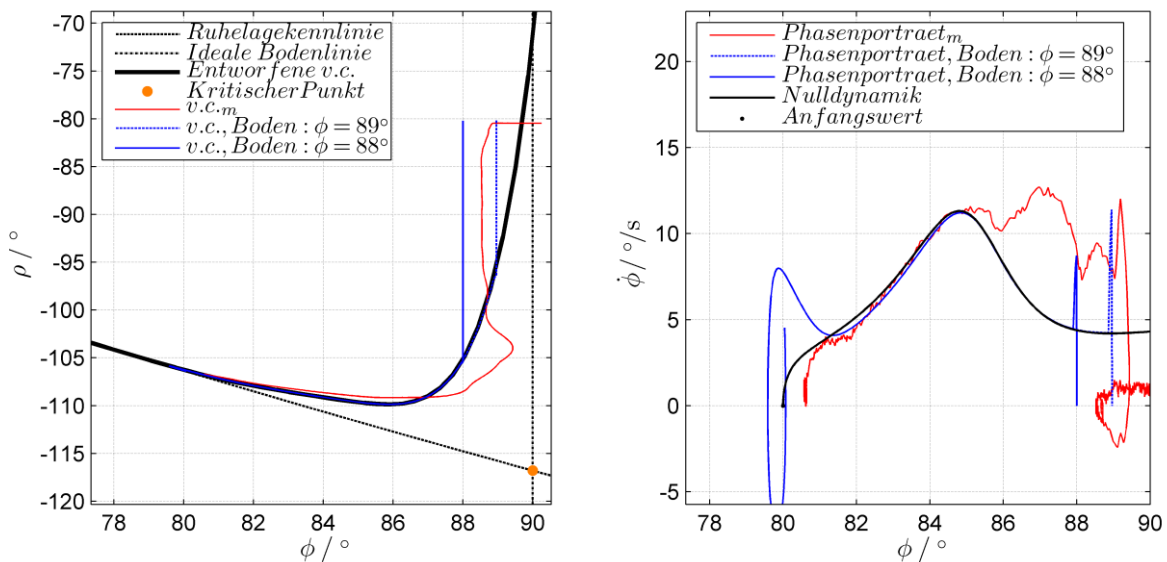 -70
-75
-80
-85
-90
-95
-100
-105
-110
-115
-120
ρ / °
78
80
82
84
86
88
90
ϕ / °
Ruhelagekennlinie
Ideale Bodenlinie
Entworfene v.c.
Kritischer Punkt
v.c.m
v.c., Boden : ϕ = 89°
v.c., Boden : ϕ = 88°
20
15
10
5
0
-5
ϕ̇ / °/s
78
80
82
84
86
88
90
ϕ / °
Phasenportraetm
Phasenportraet, Boden : ϕ = 89°
Phasenportraet, Boden : ϕ = 88°
Nulldynamik
Anfangswert